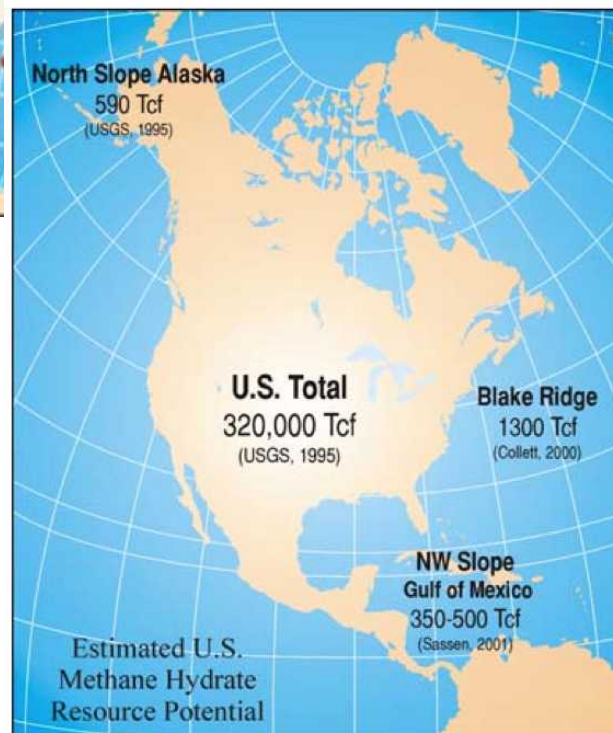 North Slope Alaska
590 Tcf
(USGS, 1995)
U.S. Total
320,000 Tcf
(USGS, 1995)
Blake Ridge
1300 Tcf
(Collett, 2000)
NW Slope
Gulf of Mexico
350-500 Tcf
(Sassen, 2001)
Estimated U.S.
Methane Hydrate
Resource Potential